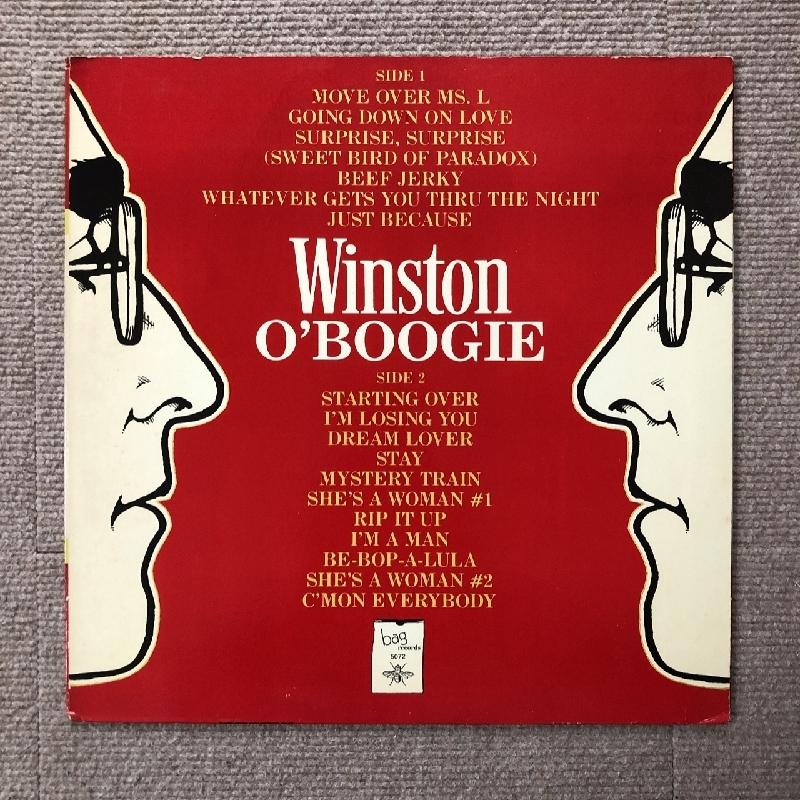 SIDE 1
MOVE OVER MS. L
GOING DOWN ON LOVE
SURPRISE, SURPRISE
(SWEET BIRD OF PARADOX)
BEEF JERKY
WHATEVER GETS YOU THRU THE NIGHT
JUST BECAUSE
Winston
O'BOOGIE
SIDE 2
STARTING OVER
I'M LOSING YOU
DREAM LOVER
STAY
MYSTERY TRAIN
SHE'S A WOMAN #1
RIP IT UP
I'M A MAN
BE-BOP-A-LULA
SHE'S A WOMAN #2
C'MON EVERYBODY
bag
records
5072